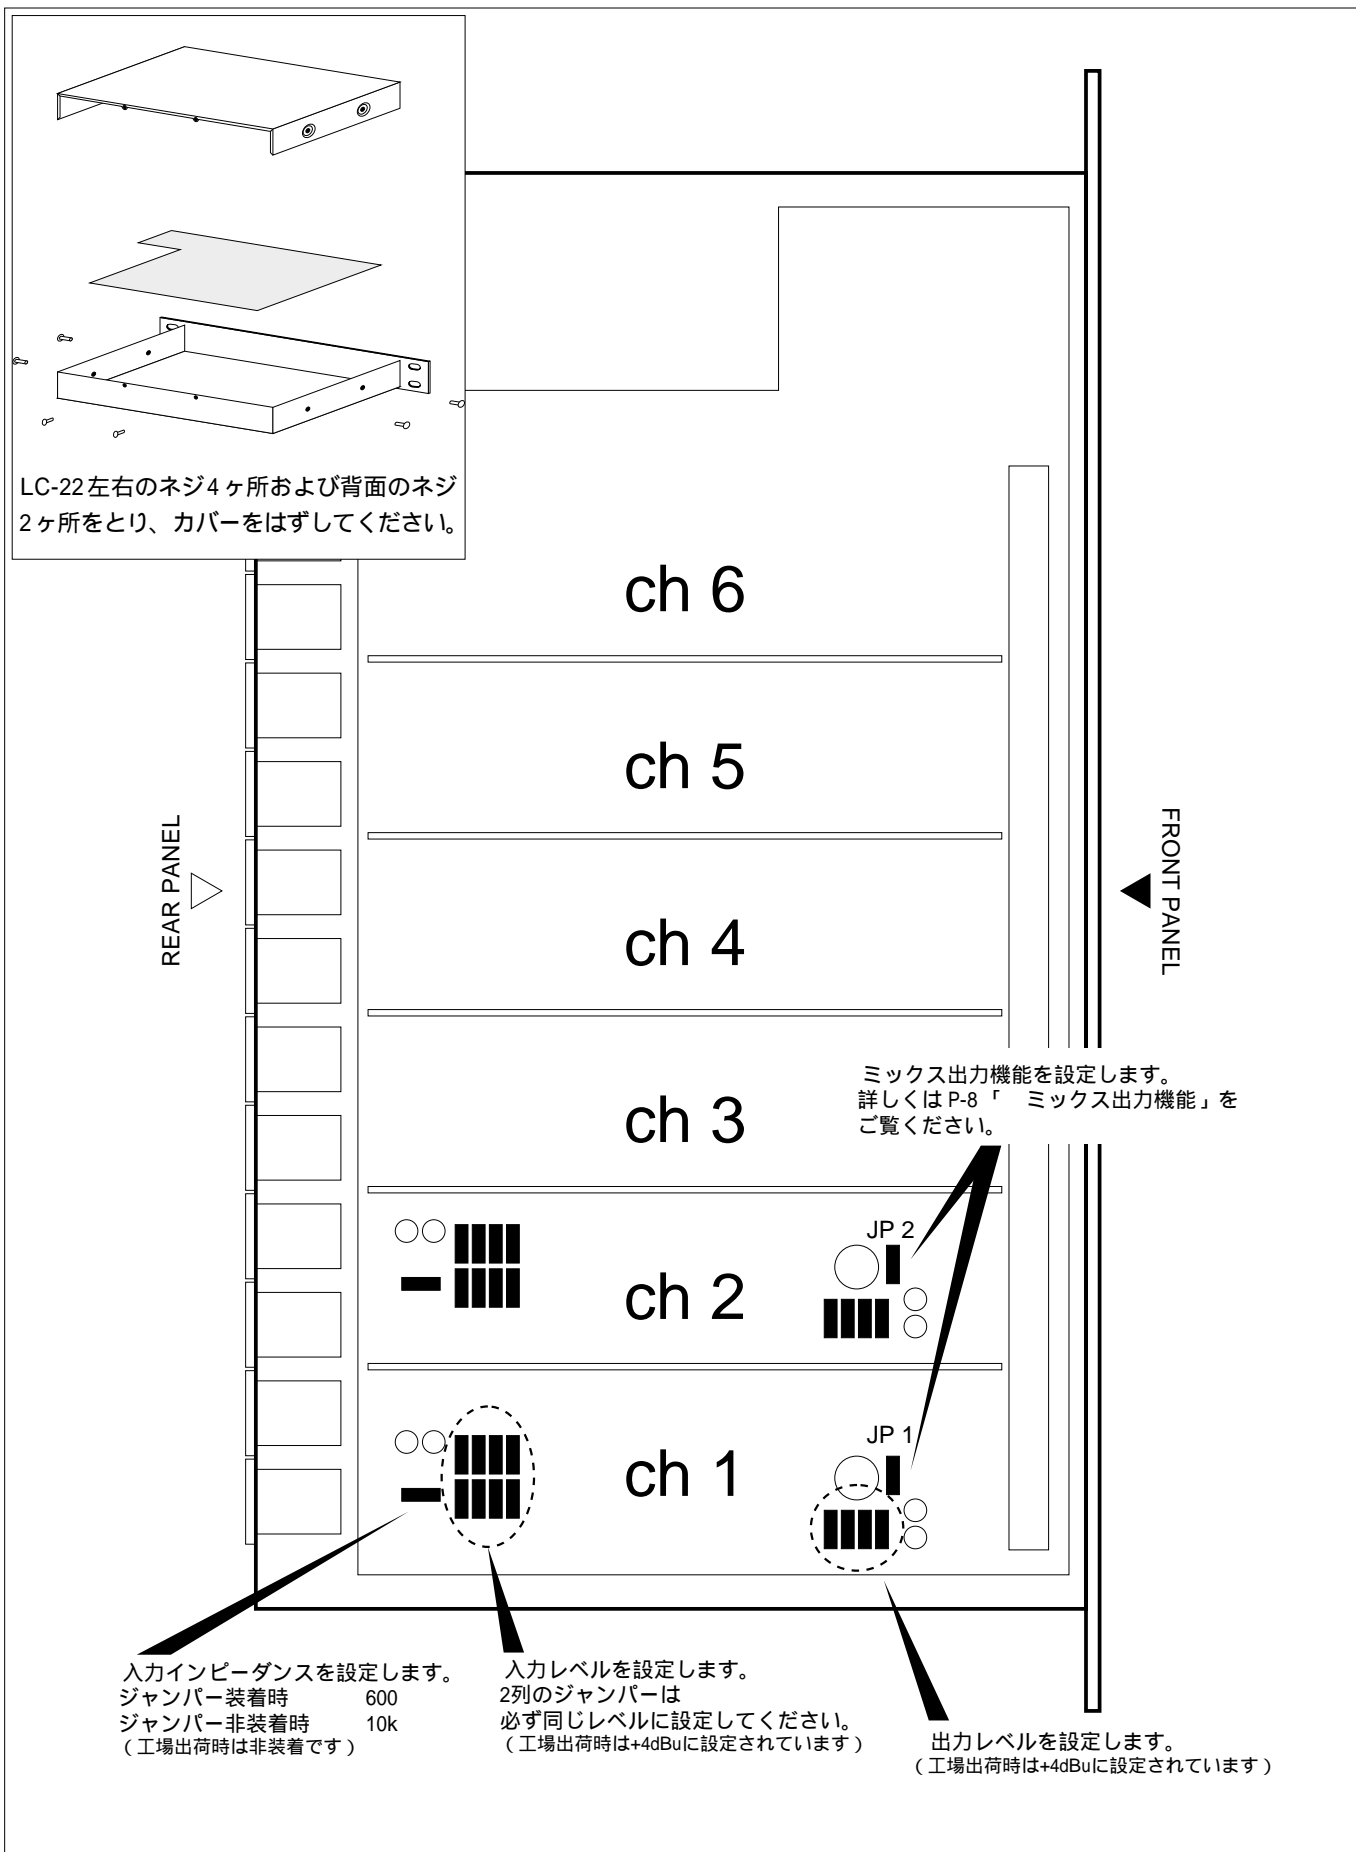 LC-22左右のネジ4ヶ所および背面のネジ
2ヶ所をとり、カバーをはずしてください。
ch 6
ch 5
REAR PANEL
FRONT PANEL
ch 4
ミックス出力機能を設定します。
詳しくは P-8「　ミックス出力機能」を
ご覧ください。
ch 3
JP 2
ch 2
JP 1
ch 1
入力インピーダンスを設定します。
ジャンパー装着時　600
ジャンパー非装着時　10k
（工場出荷時は非装着です）
入力レベルを設定します。
2列のジャンパーは
必ず同じレベルに設定してください。
（工場出荷時は+4dBuに設定されています）
出力レベルを設定します。
（工場出荷時は+4dBuに設定されています）